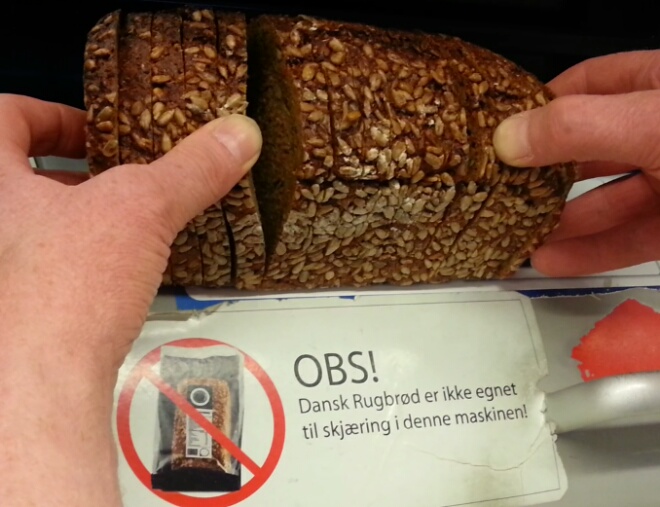 OBS!
Dansk Rugbrød er ikke egnet
til skjæring i denne maskinen!